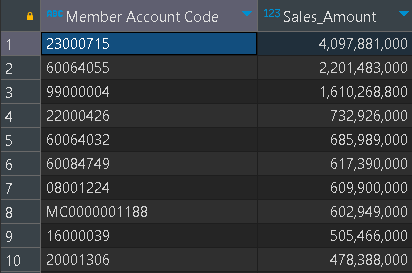 ABC Member Account Code 123 Sales_Amount
1 23000715 4,097,881,000
2 60064055 2,201,483,000
3 99000004 1,610,268,800
4 22000426 732,926,000
5 60064032 685,989,000
6 60084749 617,390,000
7 08001224 609,900,000
8 MC0000001188 602,949,000
9 16000039 505,466,000
10 20001306 478,388,000